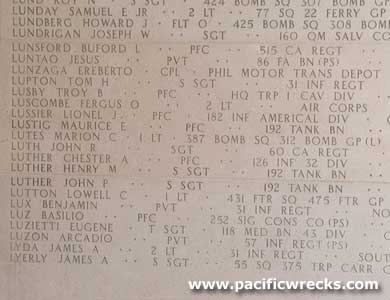 LUNDAY SAMUEL E JR · 2 LT · 77 SQ 22 FERRY GP
LUNDBERG HOWARD J · FLT O · 425 BOMB SQ 308 BOMB
LUNDRIGAN JOSEPH W · · SGT · · 160 QM SALV CO
LUNSFORD BUFORD L · · PFC · · · 515 CA REGT
LUNTAO JESUS · · · PVT · · · 86 FA BN (PS)
LUNZAGA EREBERTO · CPL · PHIL MOTOR TRANS DEPOT
LUPTON TOM H · · · S SGT · · · 31 INF REGT
LUSBY TROY · · · PFC · · · HQ TRP 1 CAV DIV
LUSCOMBE FERGUS O · · · 2 LT · · · AIR CORPS
LUSSIER LIONEL J · · PFC · · 182 INF AMERICAL DIV
LUSTIG MAURICE E · · PFC · · · 192 TANK BN
LUTES MARION C · 1 LT · 387 BOMB SQ 312 BOMB GP (L)
LUTH JOHN R · · · SGT · · · 60 CA REGT
LUTHER CHESTER A · · PFC · · · 126 INF 32 DIV
LUTHER HENRY M · · S SGT · · · 192 TANK BN
LUTHER JOHN P · · S SGT · · · 192 TANK BN
LUTTON LOWELL C · 1 LT · 431 FTR SQ 475 FTR GP
LUX BENJAMIN · · · PVT · · · 31 INF REGT
LUZ BASILIO · · · PFC · · · 252 SIG CONS CO (PS)
LUZIETTI EUGENE · T SGT · · 118 MED BN 43 DIV
LUZON ARCADIO · · · PVT · · · 57 INF REGT (PS)
LYDA JAMES A · · · 2 LT · · · 31 INF REGT
LYERLY JAMES A · · S SGT · · 55 SQ 375 TRP CARR
www.pacificwrecks.com